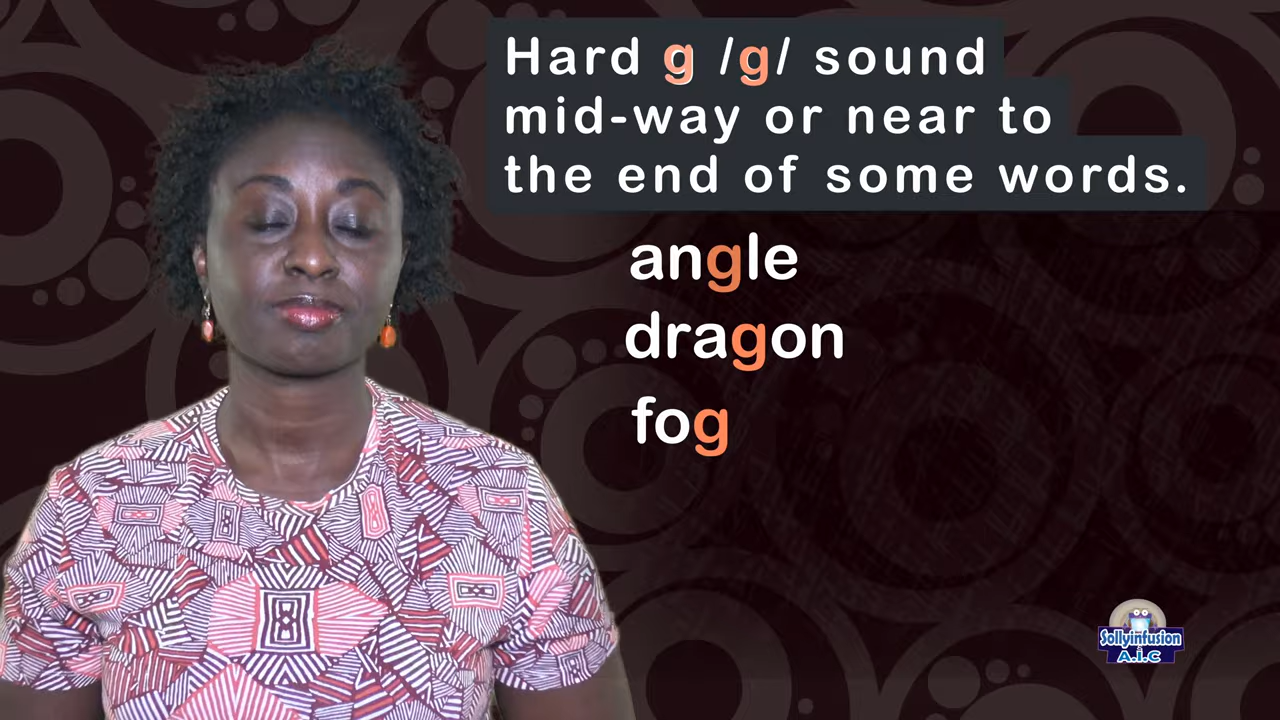 Hard g /g/ sound
mid-way or near to
the end of some words.
angle
dragon
fog
Sollyinfusion
A.i.C